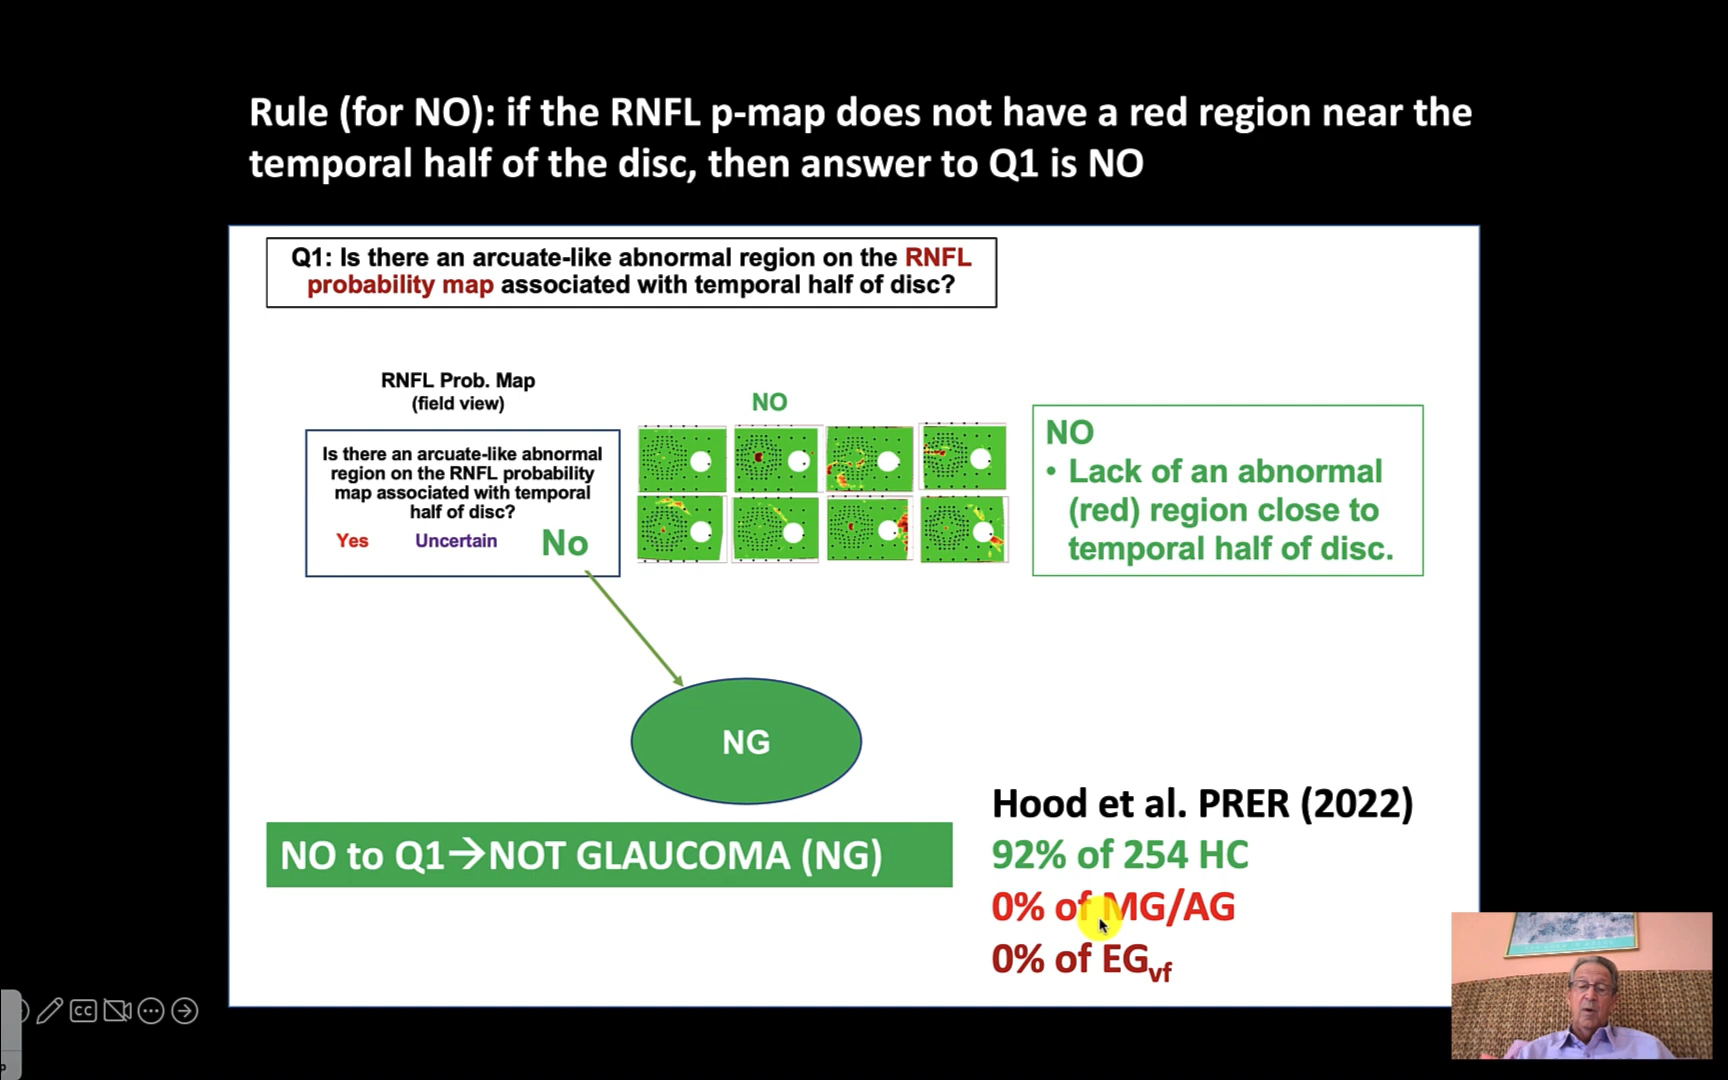 Rule (for NO): if the RNFL p-map does not have a red region near the
temporal half of the disc, then answer to Q1 is NO
Q1: Is there an arcuate-like abnormal region on the RNFL
probability map associated with temporal half of disc?
RNFL Prob. Map
(field view)
NO
Is there an arcuate-like abnormal
region on the RNFL probability
map associated with temporal
half of disc?
Yes Uncertain No
NO
• Lack of an abnormal
(red) region close to
temporal half of disc.
NG
NO to Q1→NOT GLAUCOMA (NG)
Hood et al. PRER (2022)
92% of 254 HC
0% of MG/AG
0% of EGvf
CC